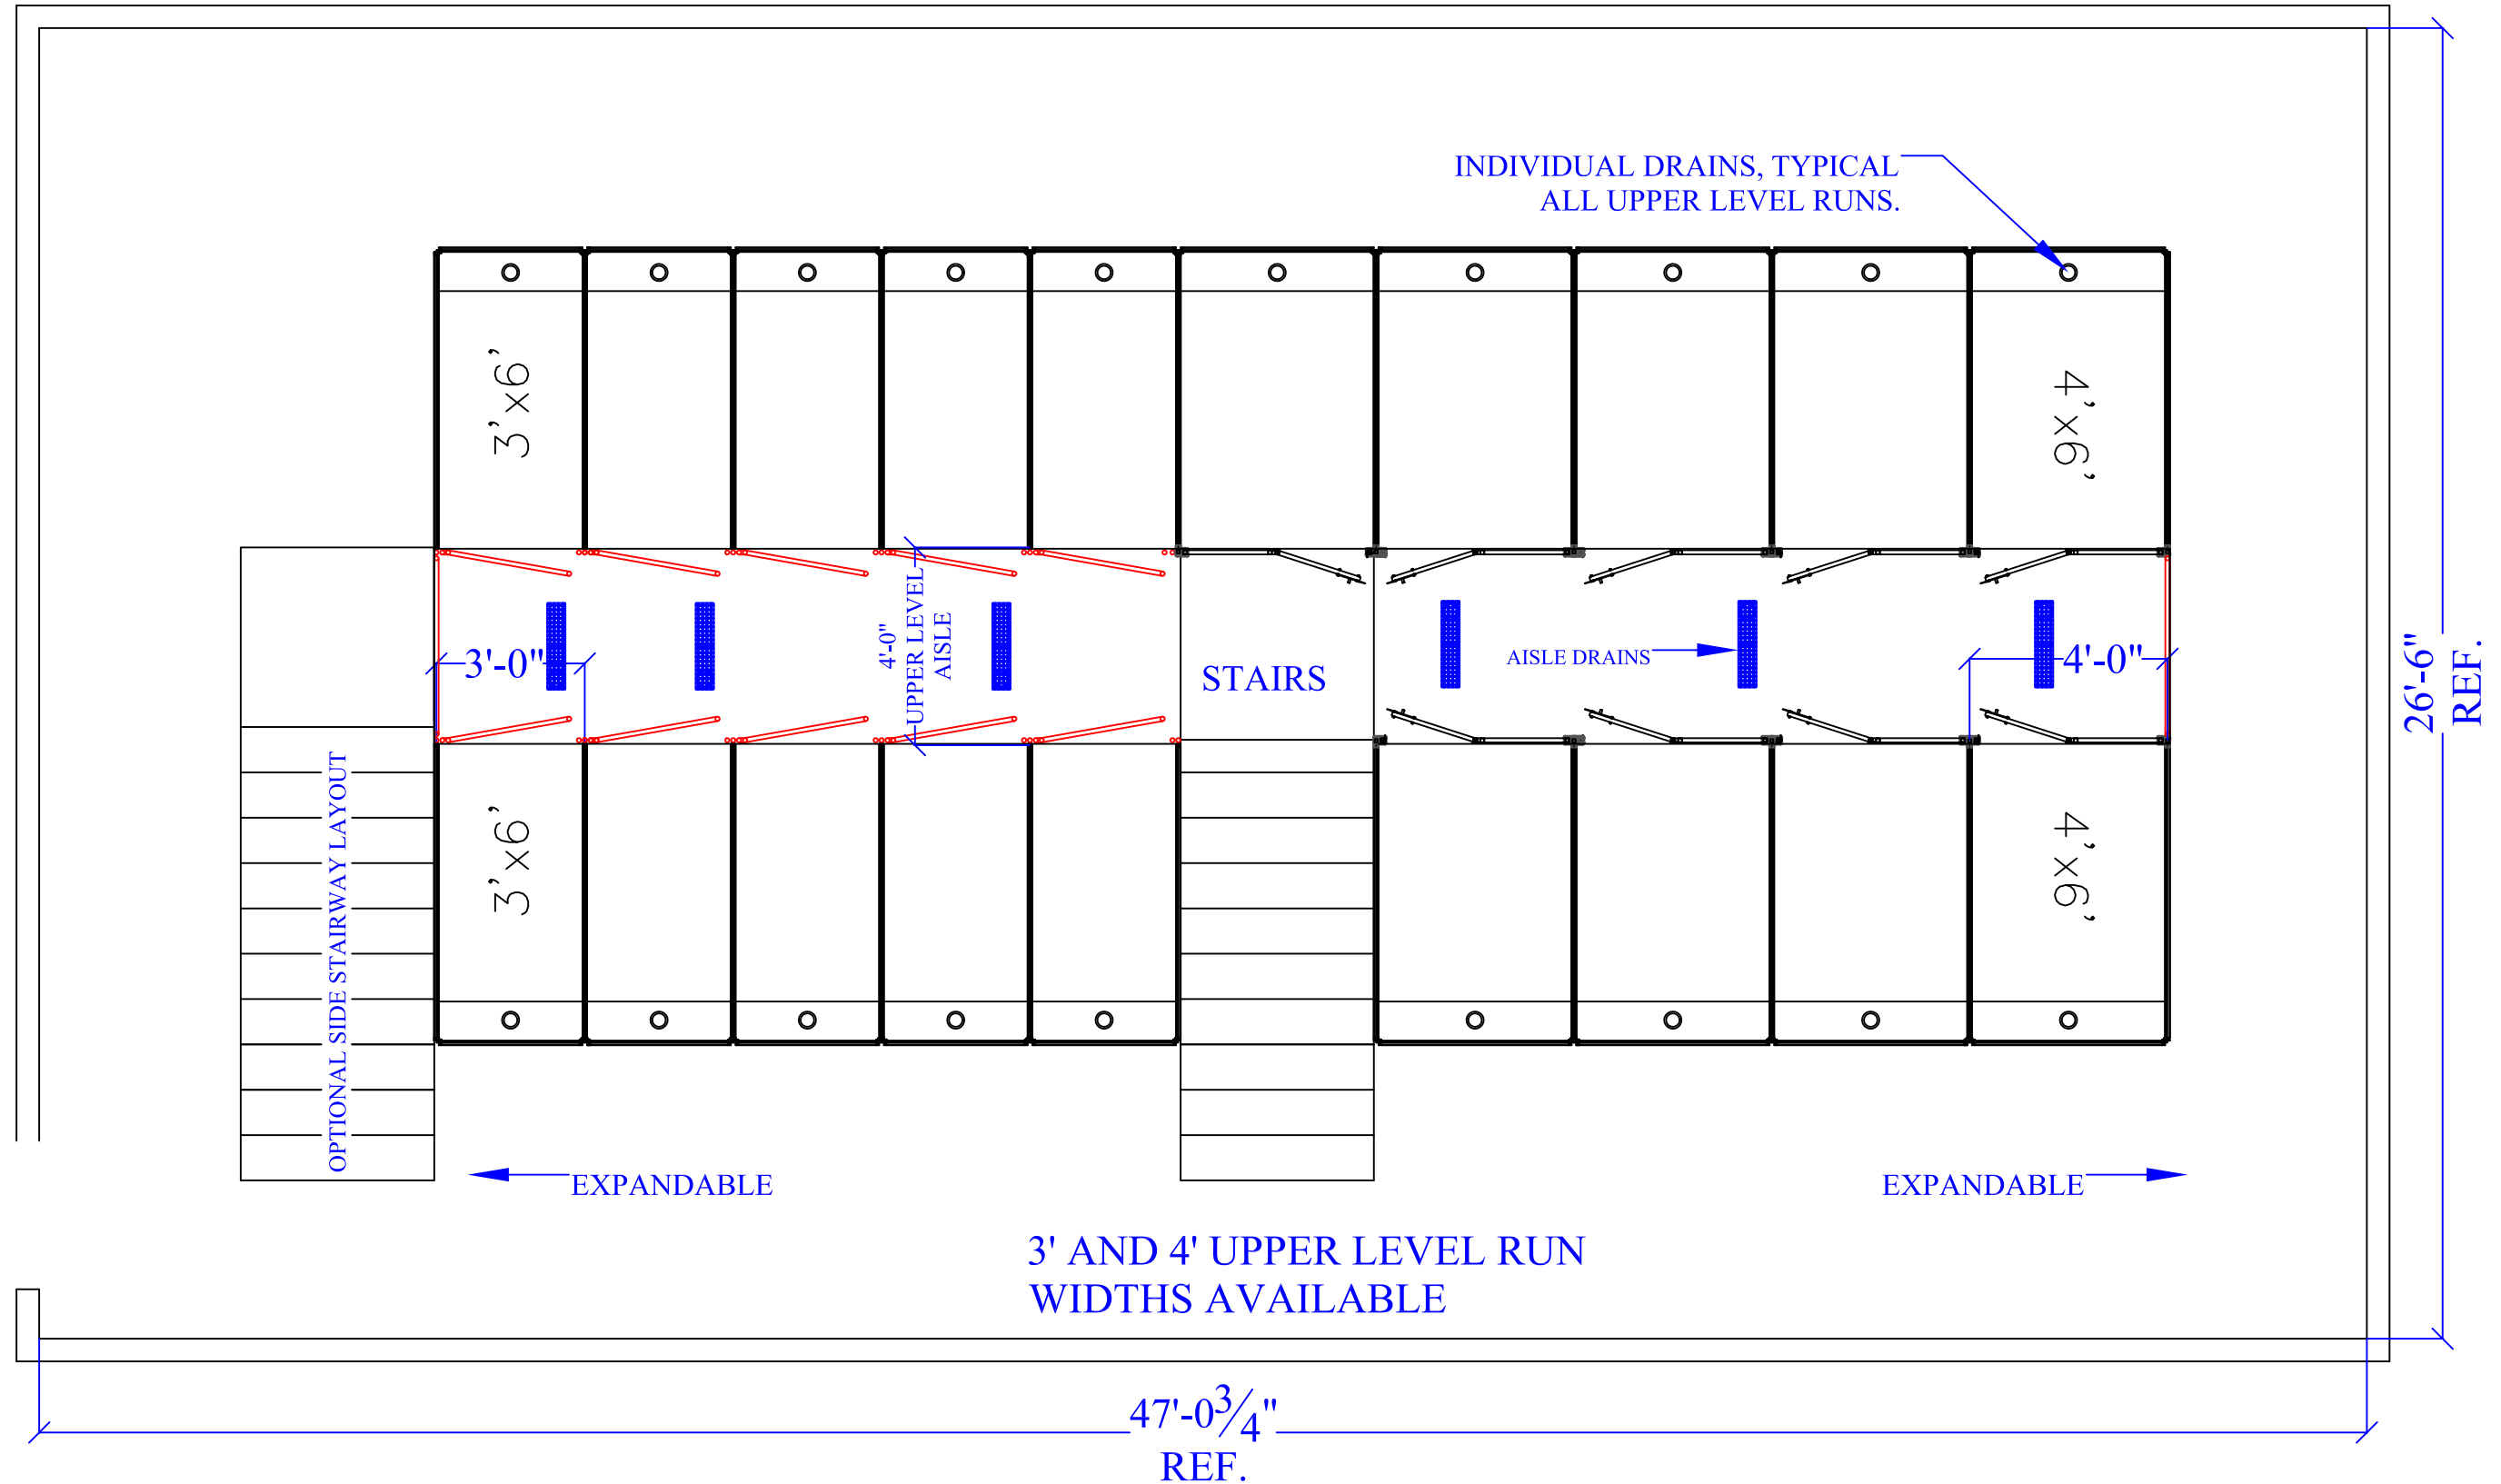 INDIVIDUAL DRAINS, TYPICAL
ALL UPPER LEVEL RUNS.
3'x6'
4'x6'
4'-0"
UPPER LEVEL
AISLE
3'-0"
STAIRS
AISLE DRAINS
4'-0"
26'-6"
REF.
OPTIONAL SIDE STAIRWAY LAYOUT
3'x6'
4'x6'
EXPANDABLE
EXPANDABLE
3' AND 4' UPPER LEVEL RUN
WIDTHS AVAILABLE
47'-0 3/4"
REF.